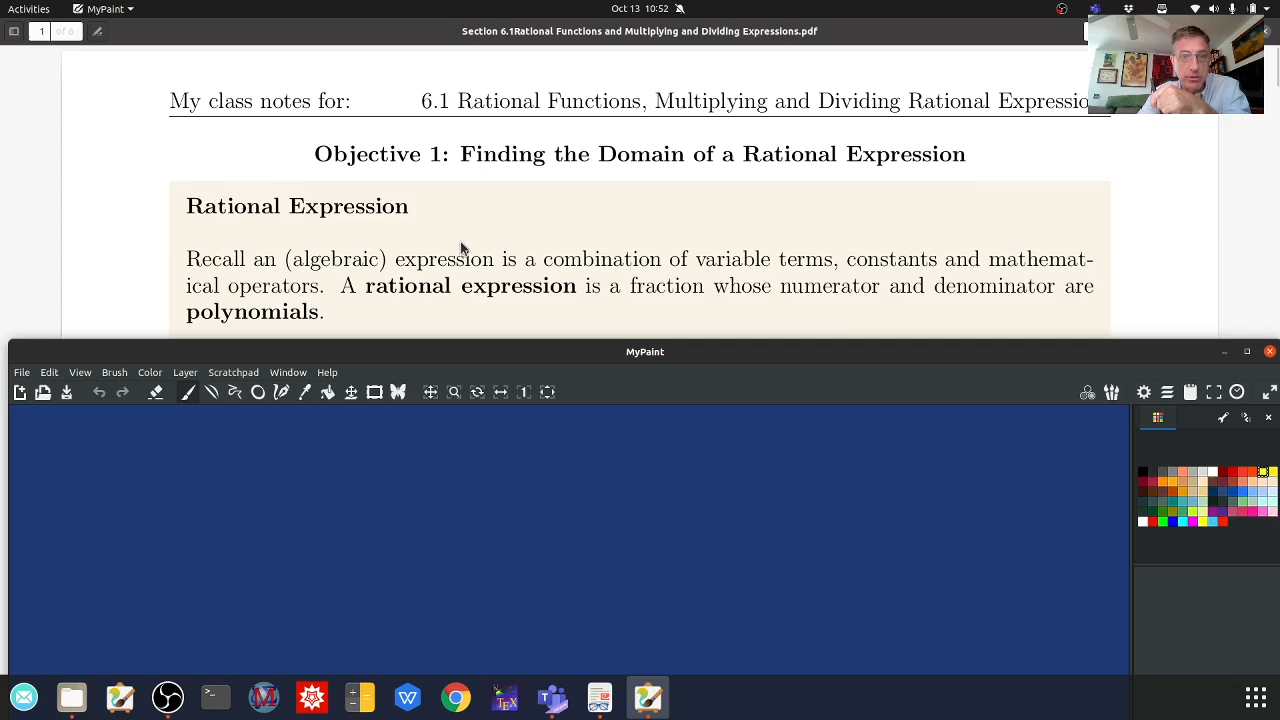 Activities MyPaint Oct 13 10:52
1 of 6 Section 6.1Rational Functions and Multiplying and Dividing Expressions.pdf
My class notes for: 6.1 Rational Functions, Multiplying and Dividing Rational Expressio
Objective 1: Finding the Domain of a Rational Expression
Rational Expression
Recall an (algebraic) expression is a combination of variable terms, constants and mathemat-
ical operators. A rational expression is a fraction whose numerator and denominator are
polynomials.
MyPaint
File Edit View Brush Color Layer Scratchpad Window Help